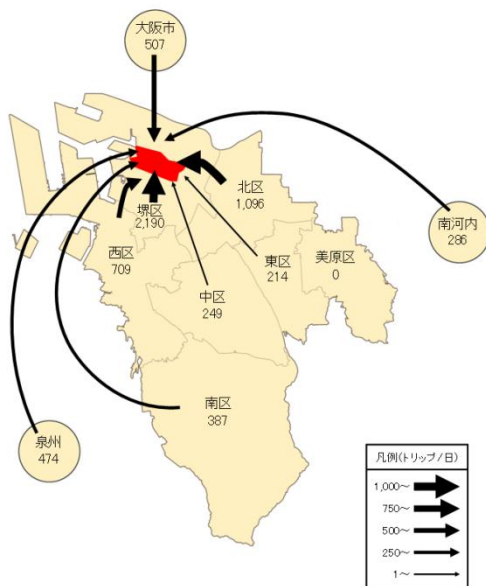 大阪市
507
北区
1,096
堺区
2,190
南河内
286
西区
709
東区
214
美原区
0
中区
249
南区
387
泉州
474
凡例(トリップ/日)
1,000～
750～
500～
250～
1～